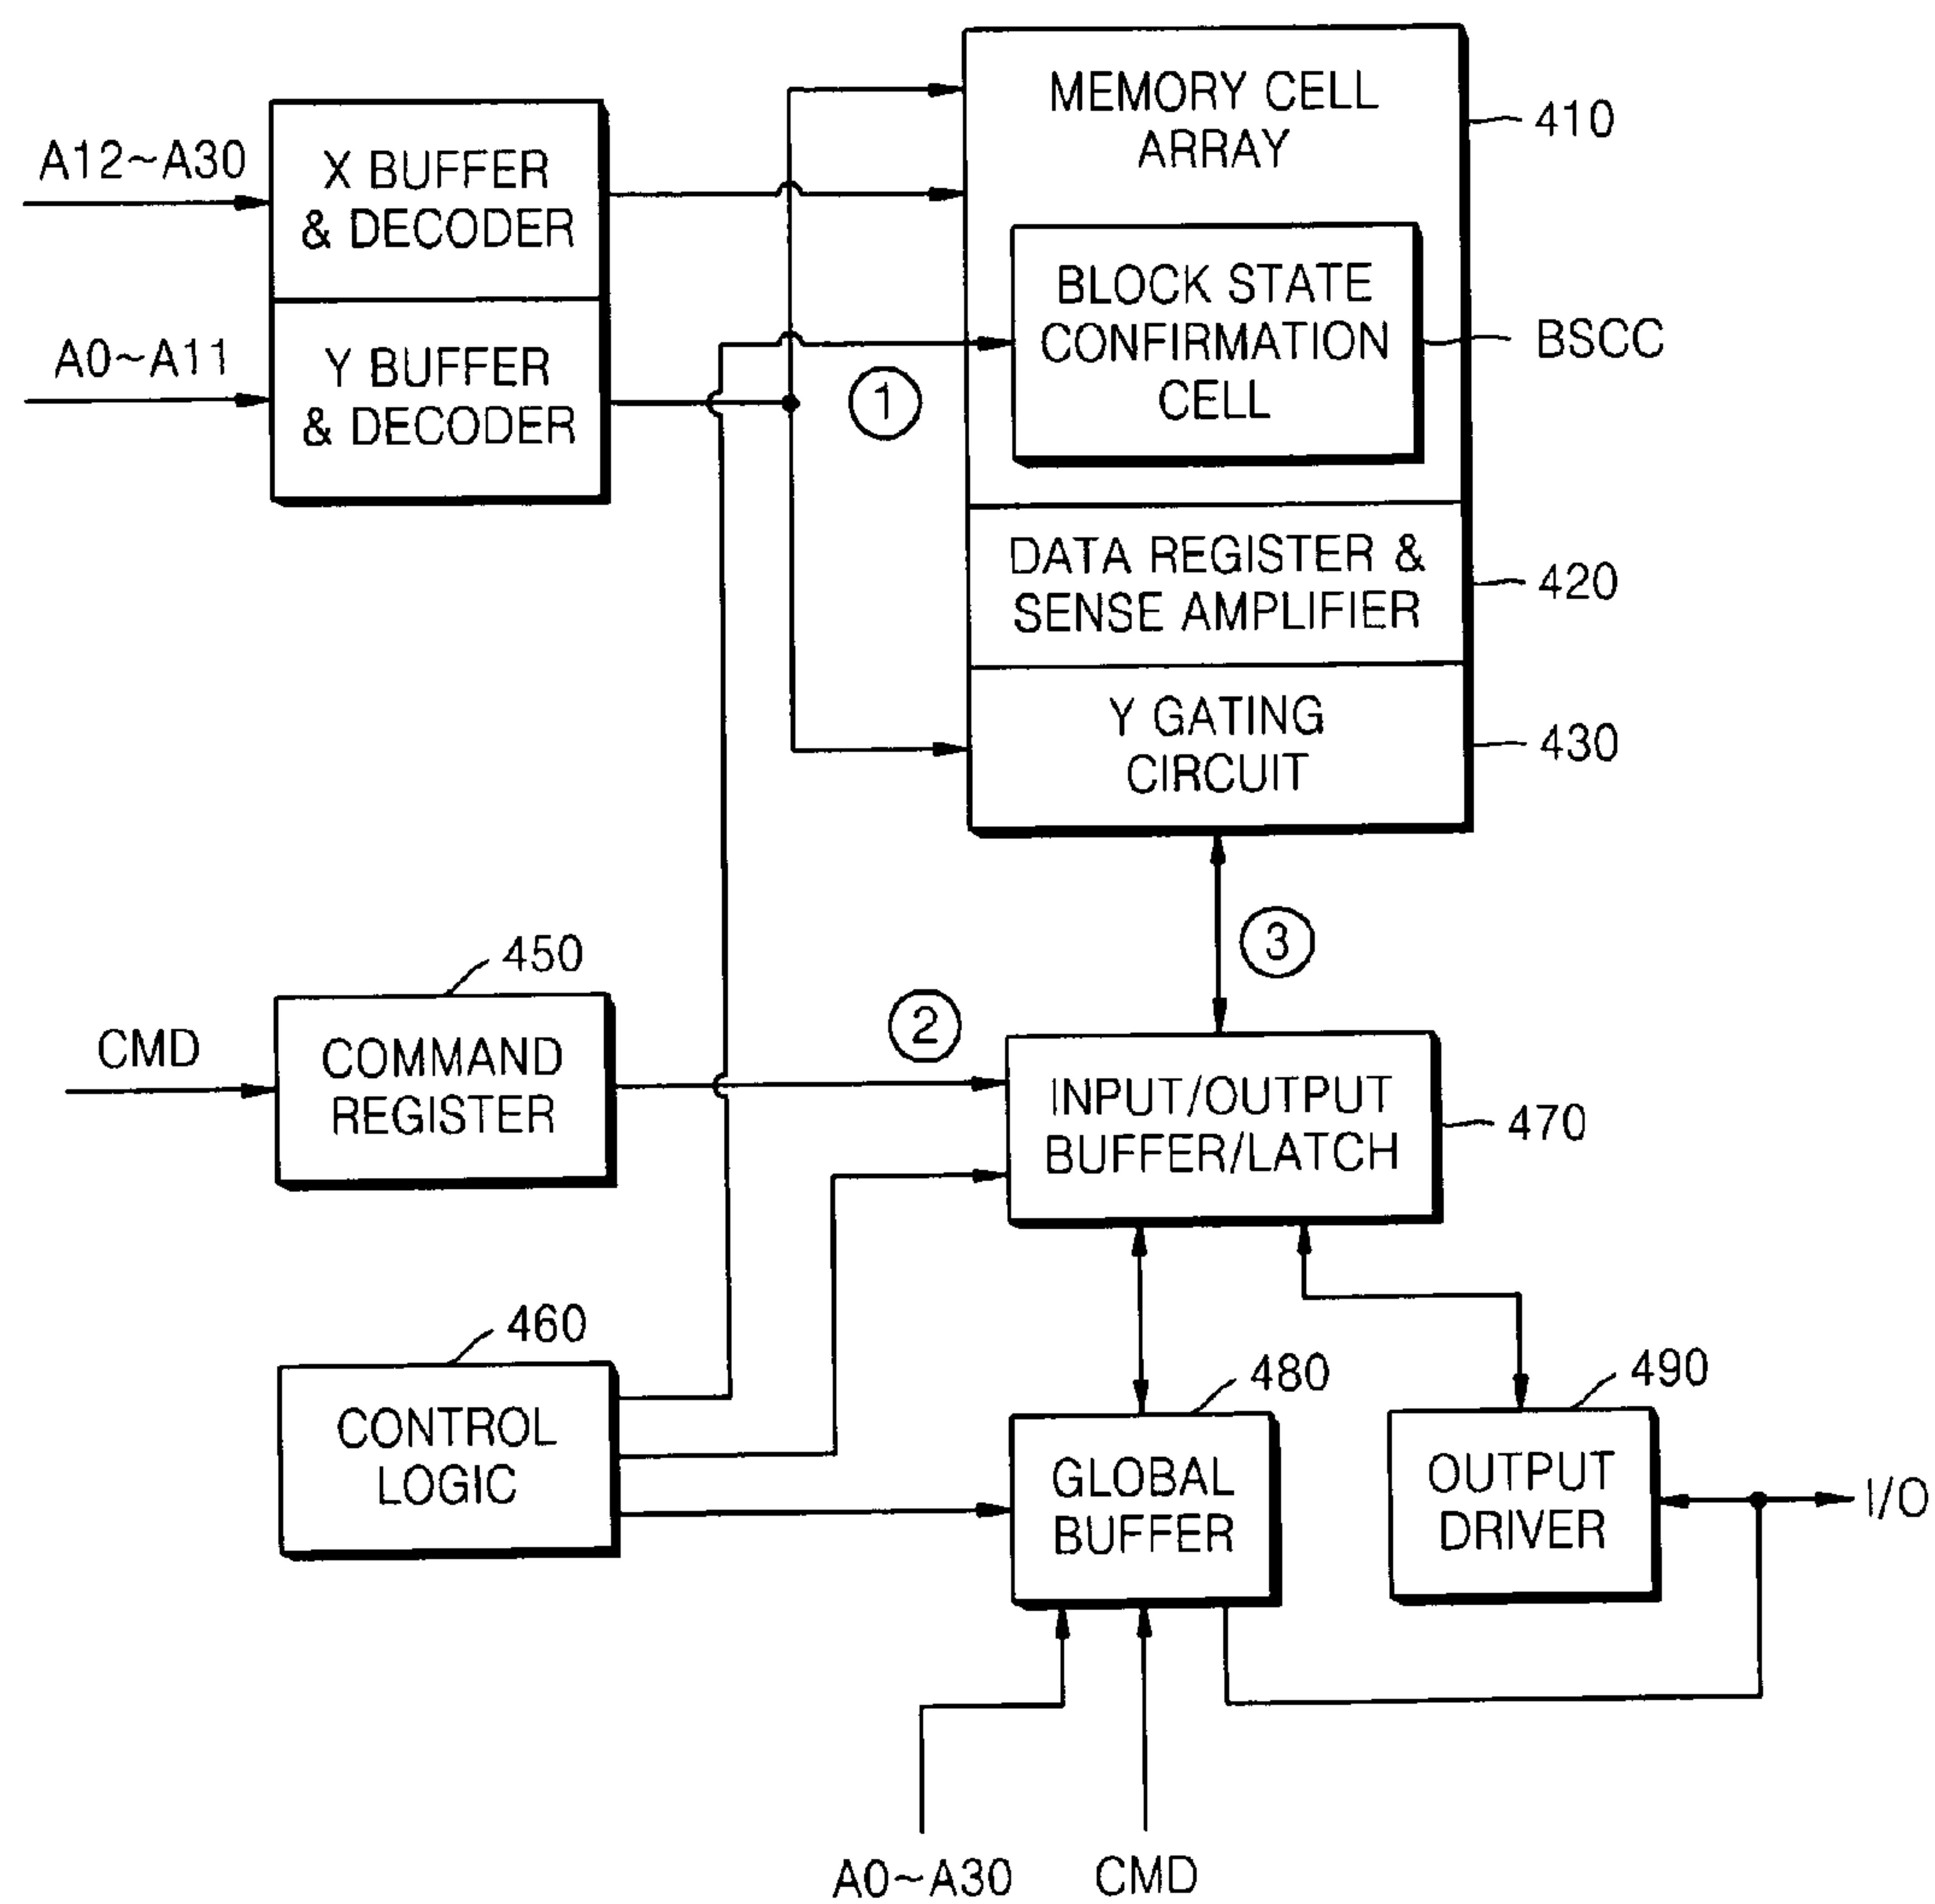 MEMORY CELL
ARRAY
410
A12~A30
X BUFFER
& DECODER
BLOCK STATE
CONFIRMATION
CELL
BSCC
A0~A11
Y BUFFER
& DECODER
1
DATA REGISTER &
SENSE AMPLIFIER
420
Y GATING
CIRCUIT
430
3
450
2
CMD
COMMAND
REGISTER
INPUT/OUTPUT
BUFFER/LATCH
470
460
CONTROL
LOGIC
480
490
GLOBAL
BUFFER
OUTPUT
DRIVER
I/O
A0~A30
CMD